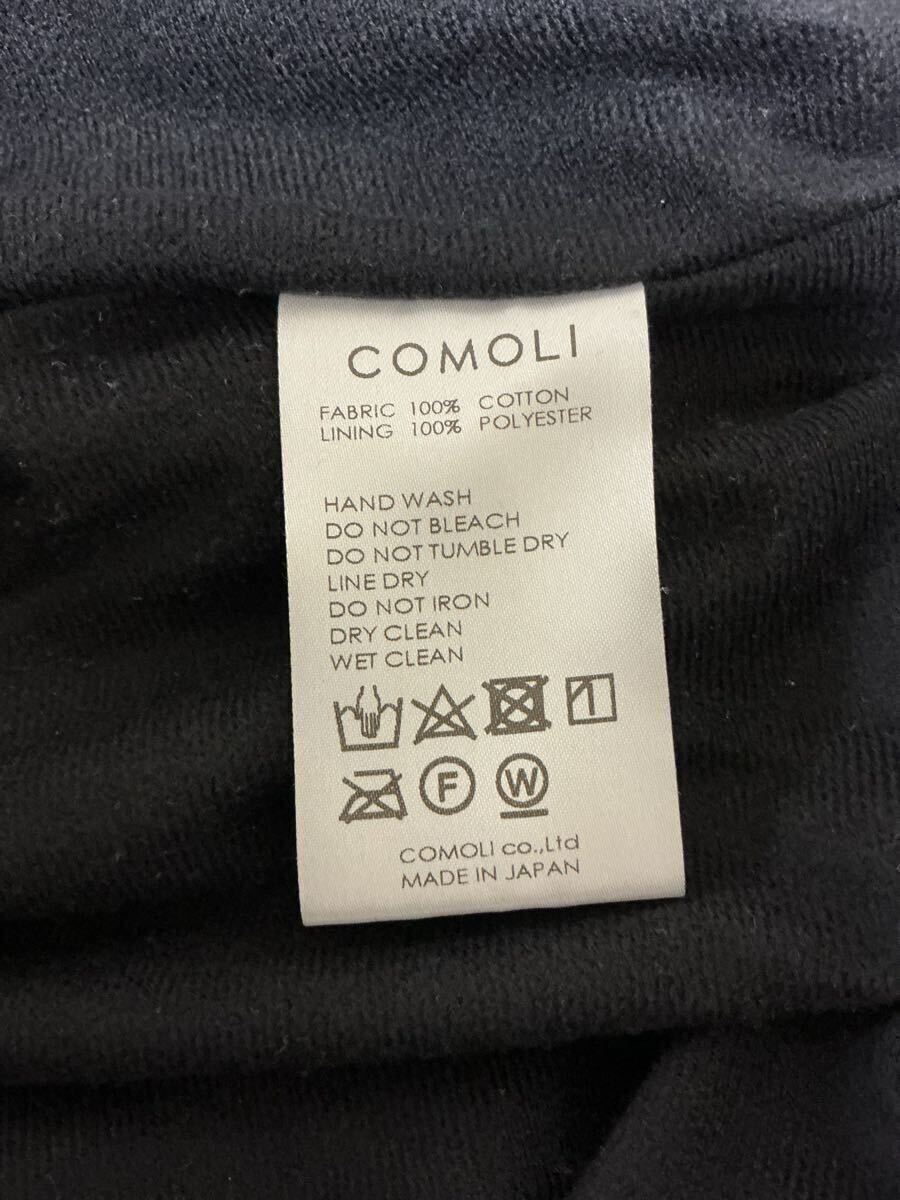 COMOLI
FABRIC 100% COTTON
LINING 100% POLYESTER
HAND WASH
DO NOT BLEACH
DO NOT TUMBLE DRY
LINE DRY
DO NOT IRON
DRY CLEAN
WET CLEAN
F W
COMOLI co.,Ltd
MADE IN JAPAN